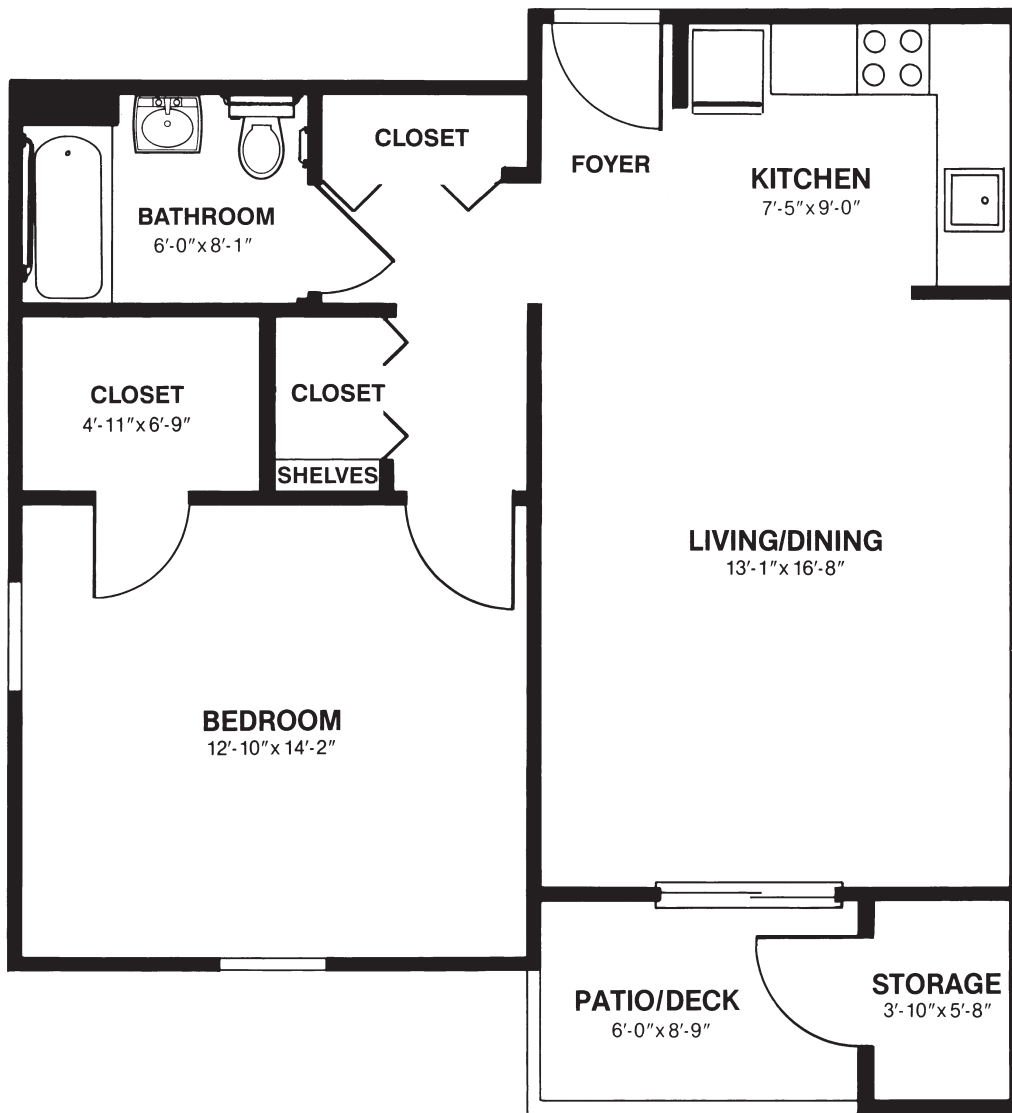 CLOSET
FOYER
KITCHEN
7′-5″ x 9′-0″
BATHROOM
6′-0″ x 8′-1″
CLOSET
4′-11″ x 6′-9″
CLOSET
SHELVES
LIVING/DINING
13′-1″ x 16′-8″
BEDROOM
12′-10″ x 14′-2″
PATIO/DECK
6′-0″ x 8′-9″
STORAGE
3′-10″ x 5′-8″